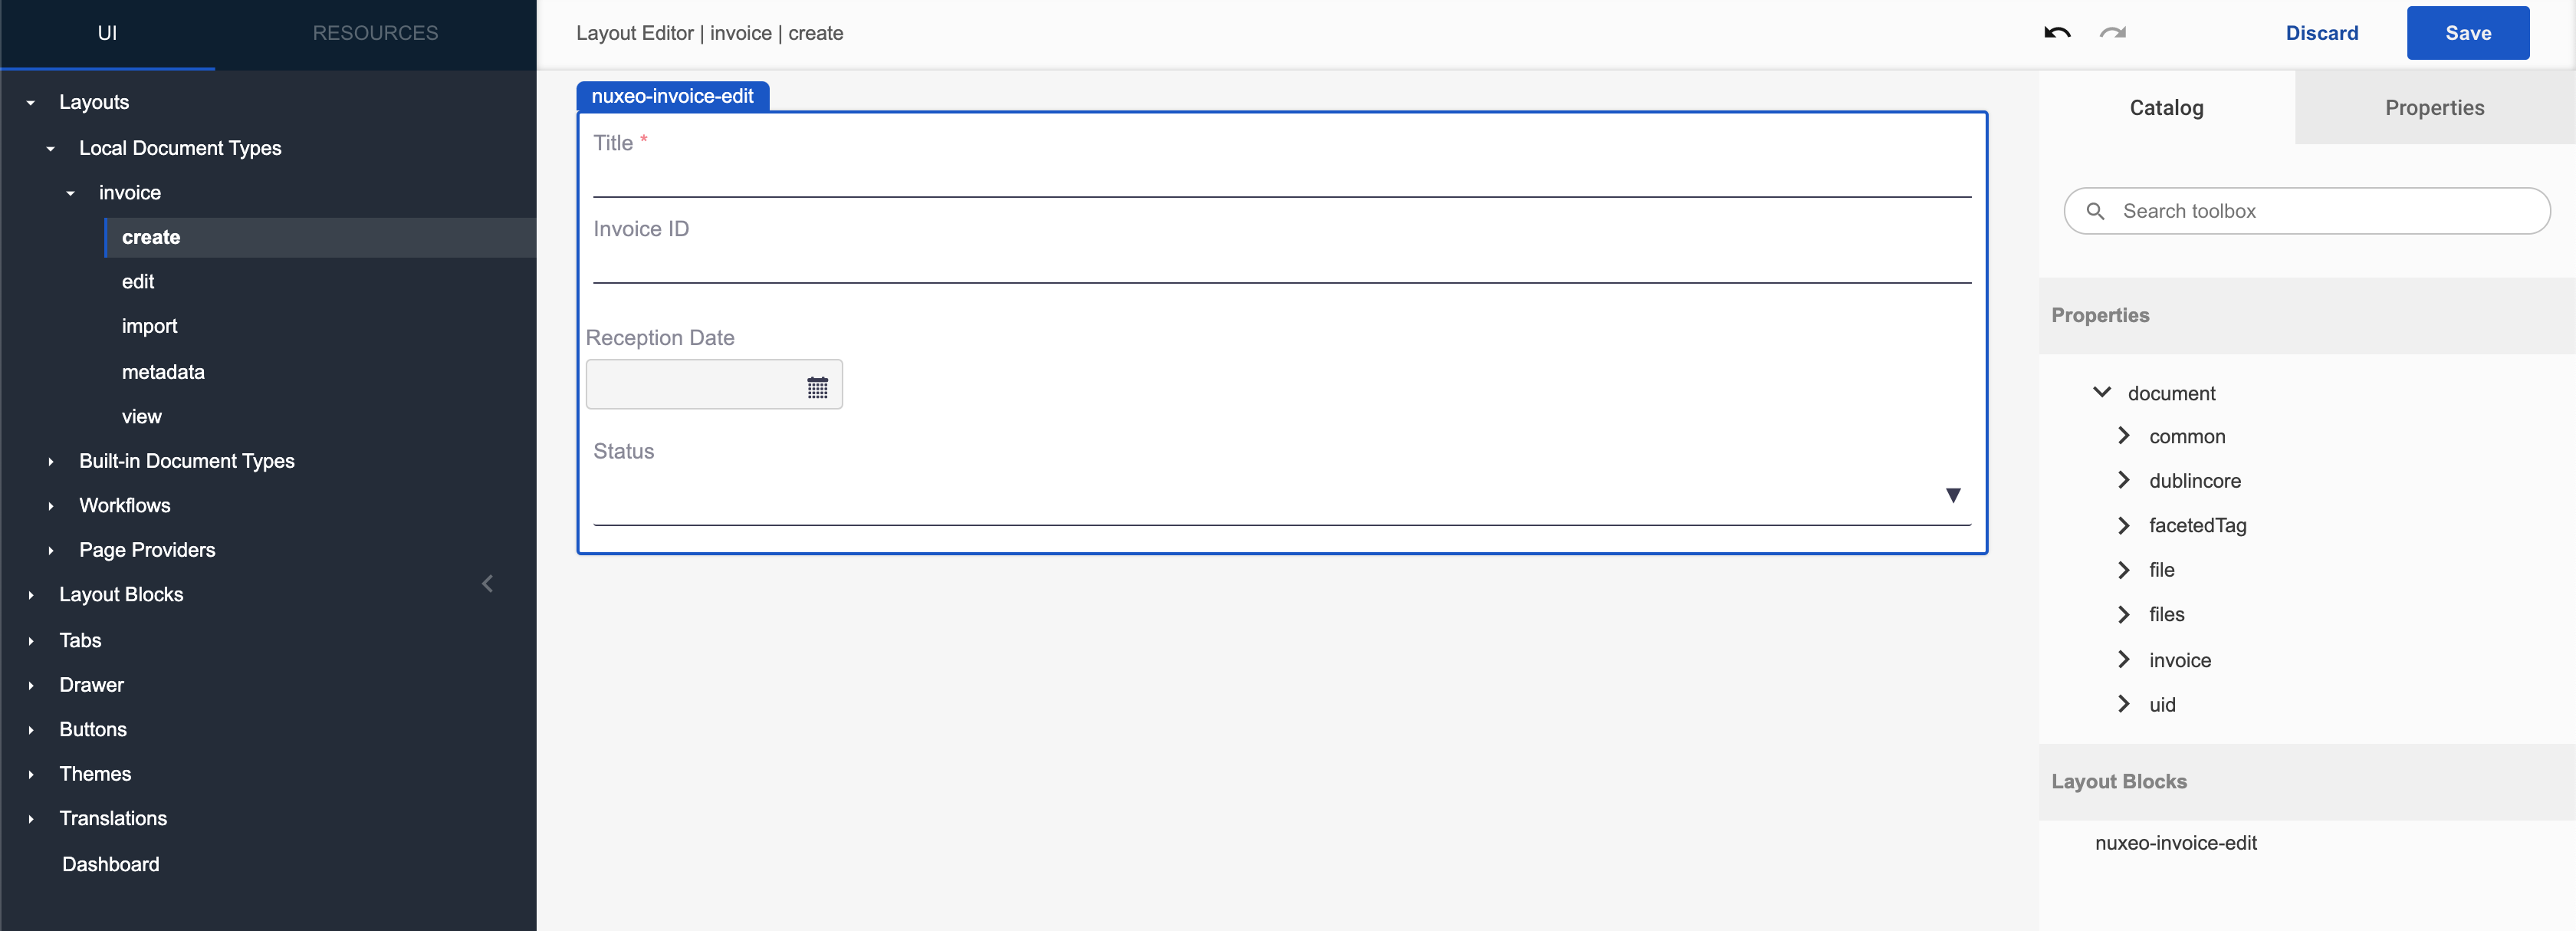 UI
RESOURCES
Layouts
Local Document Types
invoice
create
edit
import
metadata
view
Built-in Document Types
Workflows
Page Providers
Layout Blocks
Tabs
Drawer
Buttons
Themes
Translations
Dashboard
Layout Editor | invoice | create
Discard
Save
nuxeo-invoice-edit
Title *
Invoice ID
Reception Date
Status
Catalog
Properties
Search toolbox
Properties
document
common
dublincore
facetedTag
file
files
invoice
uid
Layout Blocks
nuxeo-invoice-edit